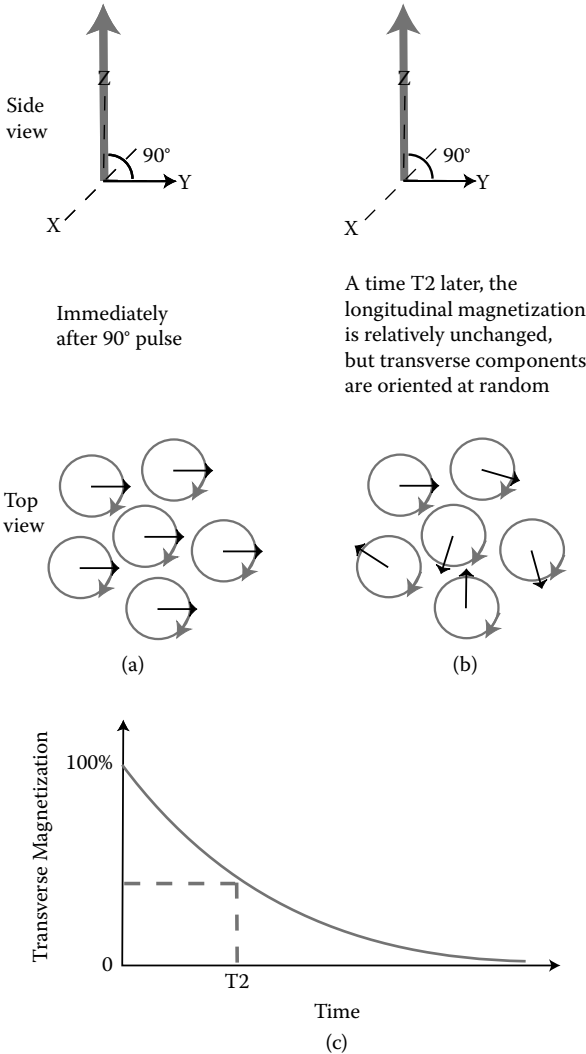 Z
Side
view
90°
Y
X
Z
90°
Y
X
Immediately
after 90° pulse
A time T2 later, the
longitudinal magnetization
is relatively unchanged,
but transverse components
are oriented at random
Top
view
(a)
(b)
Transverse Magnetization
100%
0
T2
Time
(c)